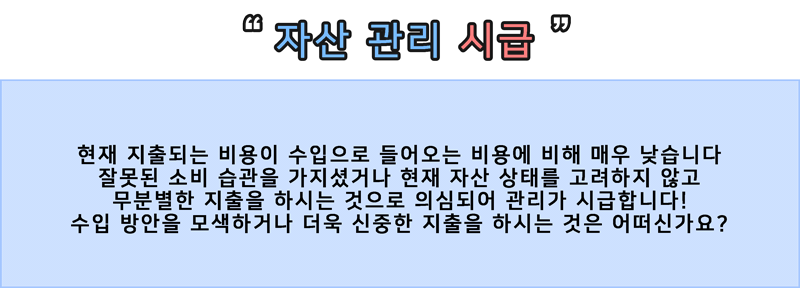 “ 자산 관리 시급 ”
현재 지출되는 비용이 수입으로 들어오는 비용에 비해 매우 낮습니다
잘못된 소비 습관을 가지셨거나 현재 자산 상태를 고려하지 않고
무분별한 지출을 하시는 것으로 의심되어 관리가 시급합니다!
수입 방안을 모색하거나 더욱 신중한 지출을 하시는 것은 어떠신가요?